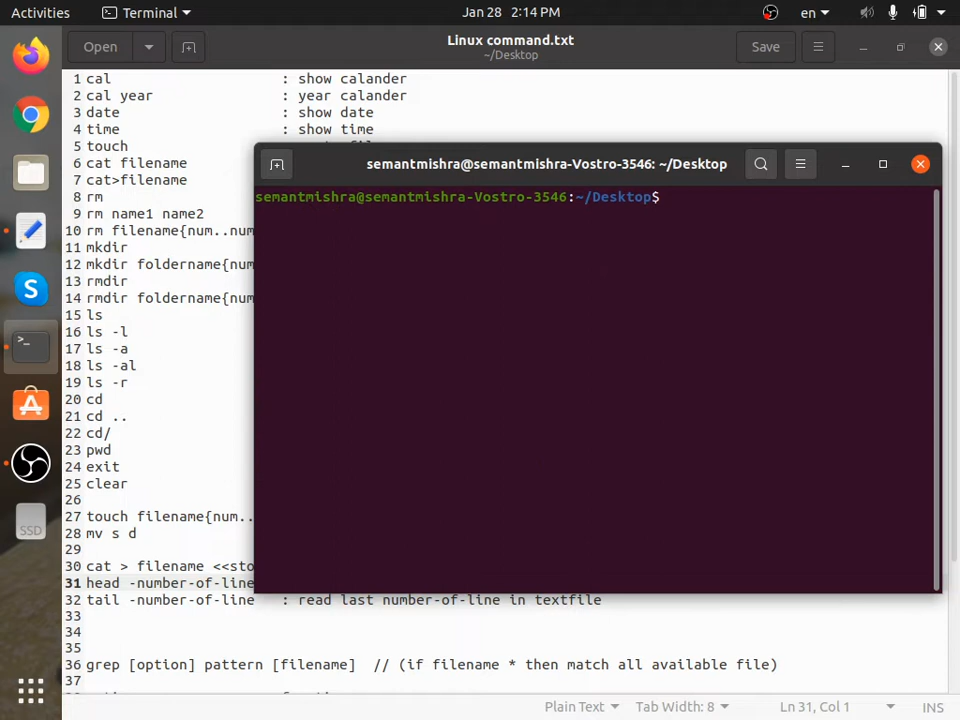 Activities Terminal Jan 28 2:14 PM en
Open Linux command.txt Save
~/Desktop
1 cal : show calander
2 cal year : year calander
3 date : show date
4 time : show time
5 touch
6 cat filename
7 cat>filename
8 rm
9 rm name1 name2
10 rm filename{num..num
11 mkdir
12 mkdir foldername{num
13 rmdir
14 rmdir foldername{num
15 ls
16 ls -l
17 ls -a
18 ls -al
19 ls -r
20 cd
21 cd ..
22 cd/
23 pwd
24 exit
25 clear
26
27 touch filename{num..
28 mv s d
29
30 cat > filename <<sto
31 head -number-of-line
32 tail -number-of-line : read last number-of-line in textfile
33
34
35
36 grep [option] pattern [filename] // (if filename * then match all available file)
37
semantmishra@semantmishra-Vostro-3546: ~/Desktop
semantmishra@semantmishra-Vostro-3546:~/Desktop$
SSD
Plain Text Tab Width: 8 Ln 31, Col 1 INS